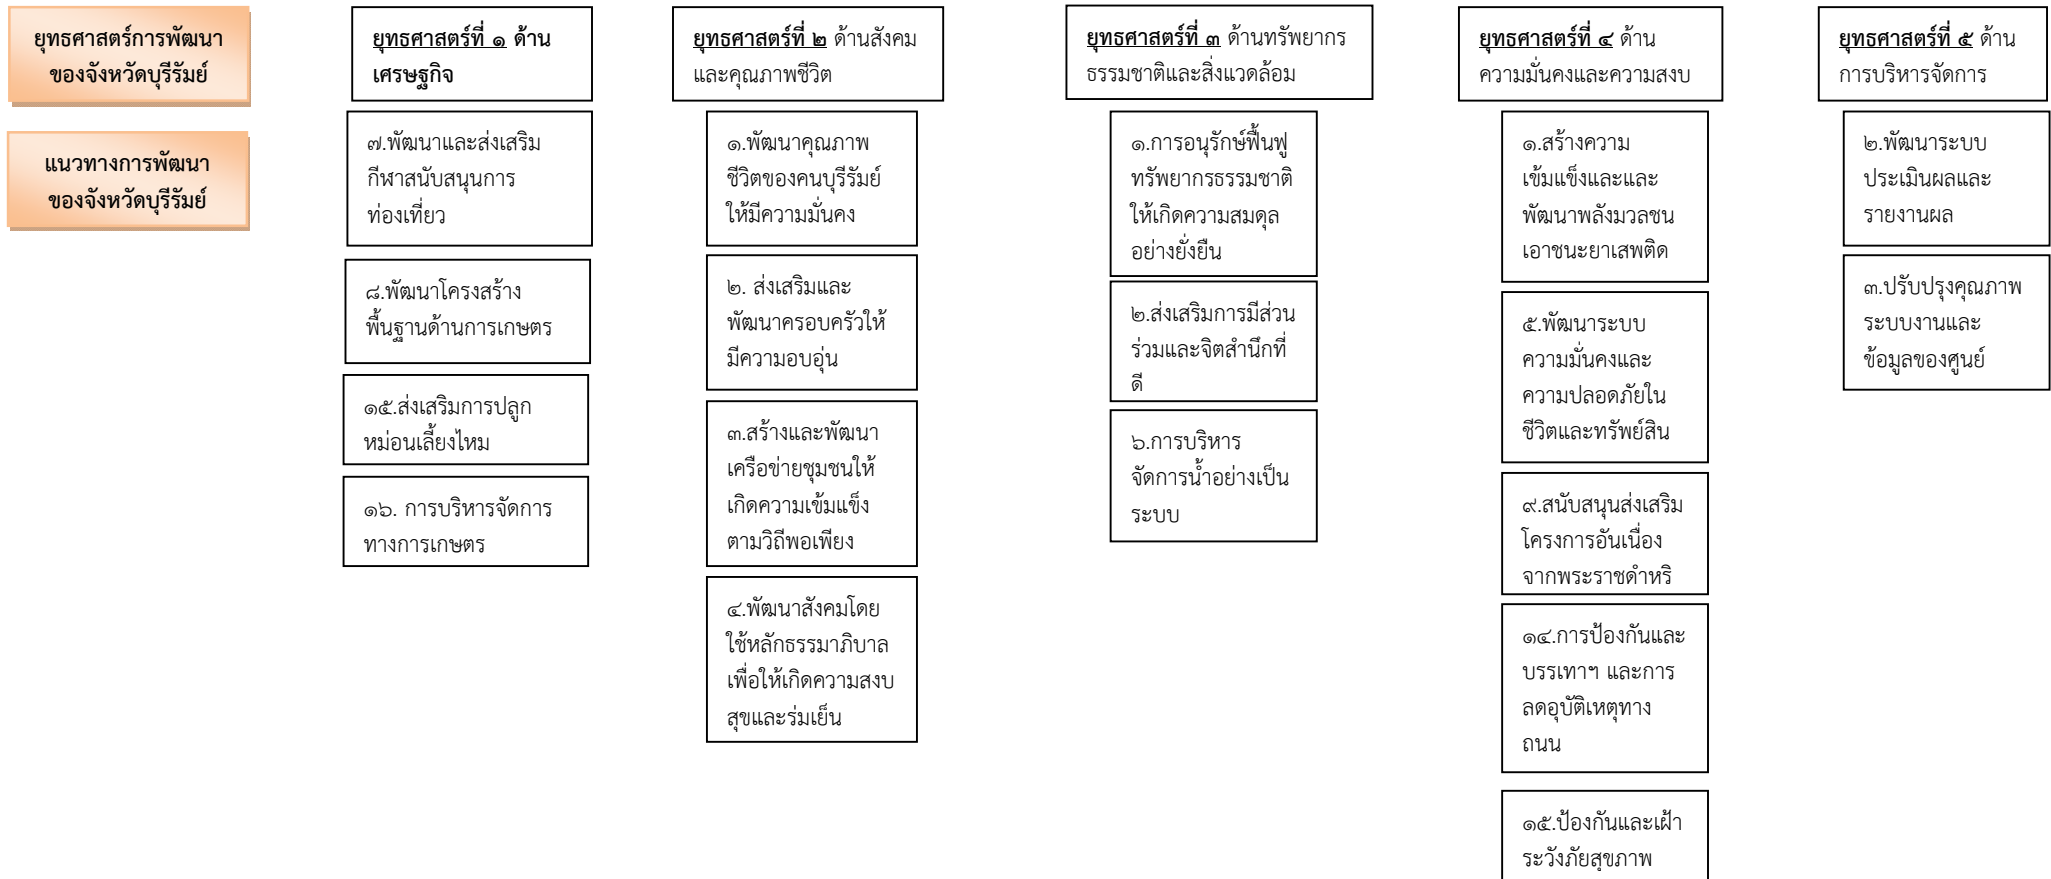 ยุทธศาสตร์การพัฒนา
ของจังหวัดบุรีรัมย์
ยุทธศาสตร์ที่ ๑ ด้าน
เศรษฐกิจ
ยุทธศาสตร์ที่ ๒ ด้านสังคม
และคุณภาพชีวิต
ยุทธศาสตร์ที่ ๓ ด้านทรัพยากร
ธรรมชาติและสิ่งแวดล้อม
ยุทธศาสตร์ที่ ๔ ด้าน
ความมั่นคงและความสงบ
ยุทธศาสตร์ที่ ๕ ด้าน
การบริหารจัดการ
แนวทางการพัฒนา
ของจังหวัดบุรีรัมย์
๗.พัฒนาและส่งเสริม
กีฬาสนับสนุนการ
ท่องเที่ยว
๘.พัฒนาโครงสร้าง
พื้นฐานด้านการเกษตร
๑๕.ส่งเสริมการปลูก
หม่อนเลี้ยงไหม
๑๖. การบริหารจัดการ
ทางการเกษตร
๑.พัฒนาคุณภาพ
ชีวิตของคนบุรีรัมย์
ให้มีความมั่นคง
๒. ส่งเสริมและ
พัฒนาครอบครัวให้
มีความอบอุ่น
๓.สร้างและพัฒนา
เครือข่ายชุมชนให้
เกิดความเข้มแข็ง
ตามวิถีพอเพียง
๔.พัฒนาสังคมโดย
ใช้หลักธรรมาภิบาล
เพื่อให้เกิดความสงบ
สุขและร่มเย็น
๑.การอนุรักษ์ฟื้นฟู
ทรัพยากรธรรมชาติ
ให้เกิดความสมดุล
อย่างยั่งยืน
๒.ส่งเสริมการมีส่วน
ร่วมและจิตสำนึกที่
ดี
๖.การบริหาร
จัดการน้ำอย่างเป็น
ระบบ
๑.สร้างความ
เข้มแข็งและและ
พัฒนาพลังมวลชน
เอาชนะยาเสพติด
๕.พัฒนาระบบ
ความมั่นคงและ
ความปลอดภัยใน
ชีวิตและทรัพย์สิน
๙.สนับสนุนส่งเสริม
โครงการอันเนื่อง
จากพระราชดำหริ
๑๔.การป้องกันและ
บรรเทาฯ และการ
ลดอุบัติเหตุทาง
ถนน
๑๕.ป้องกันและเฝ้า
ระวังภัยสุขภาพ
๒.พัฒนาระบบ
ประเมินผลและ
รายงานผล
๓.ปรับปรุงคุณภาพ
ระบบงานและ
ข้อมูลของศูนย์